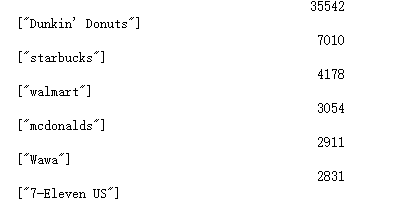 35542
["Dunkin' Donuts"]
7010
["starbucks"]
4178
["walmart"]
3054
["mcdonalds"]
2911
["Wawa"]
2831
["7-Eleven US"]